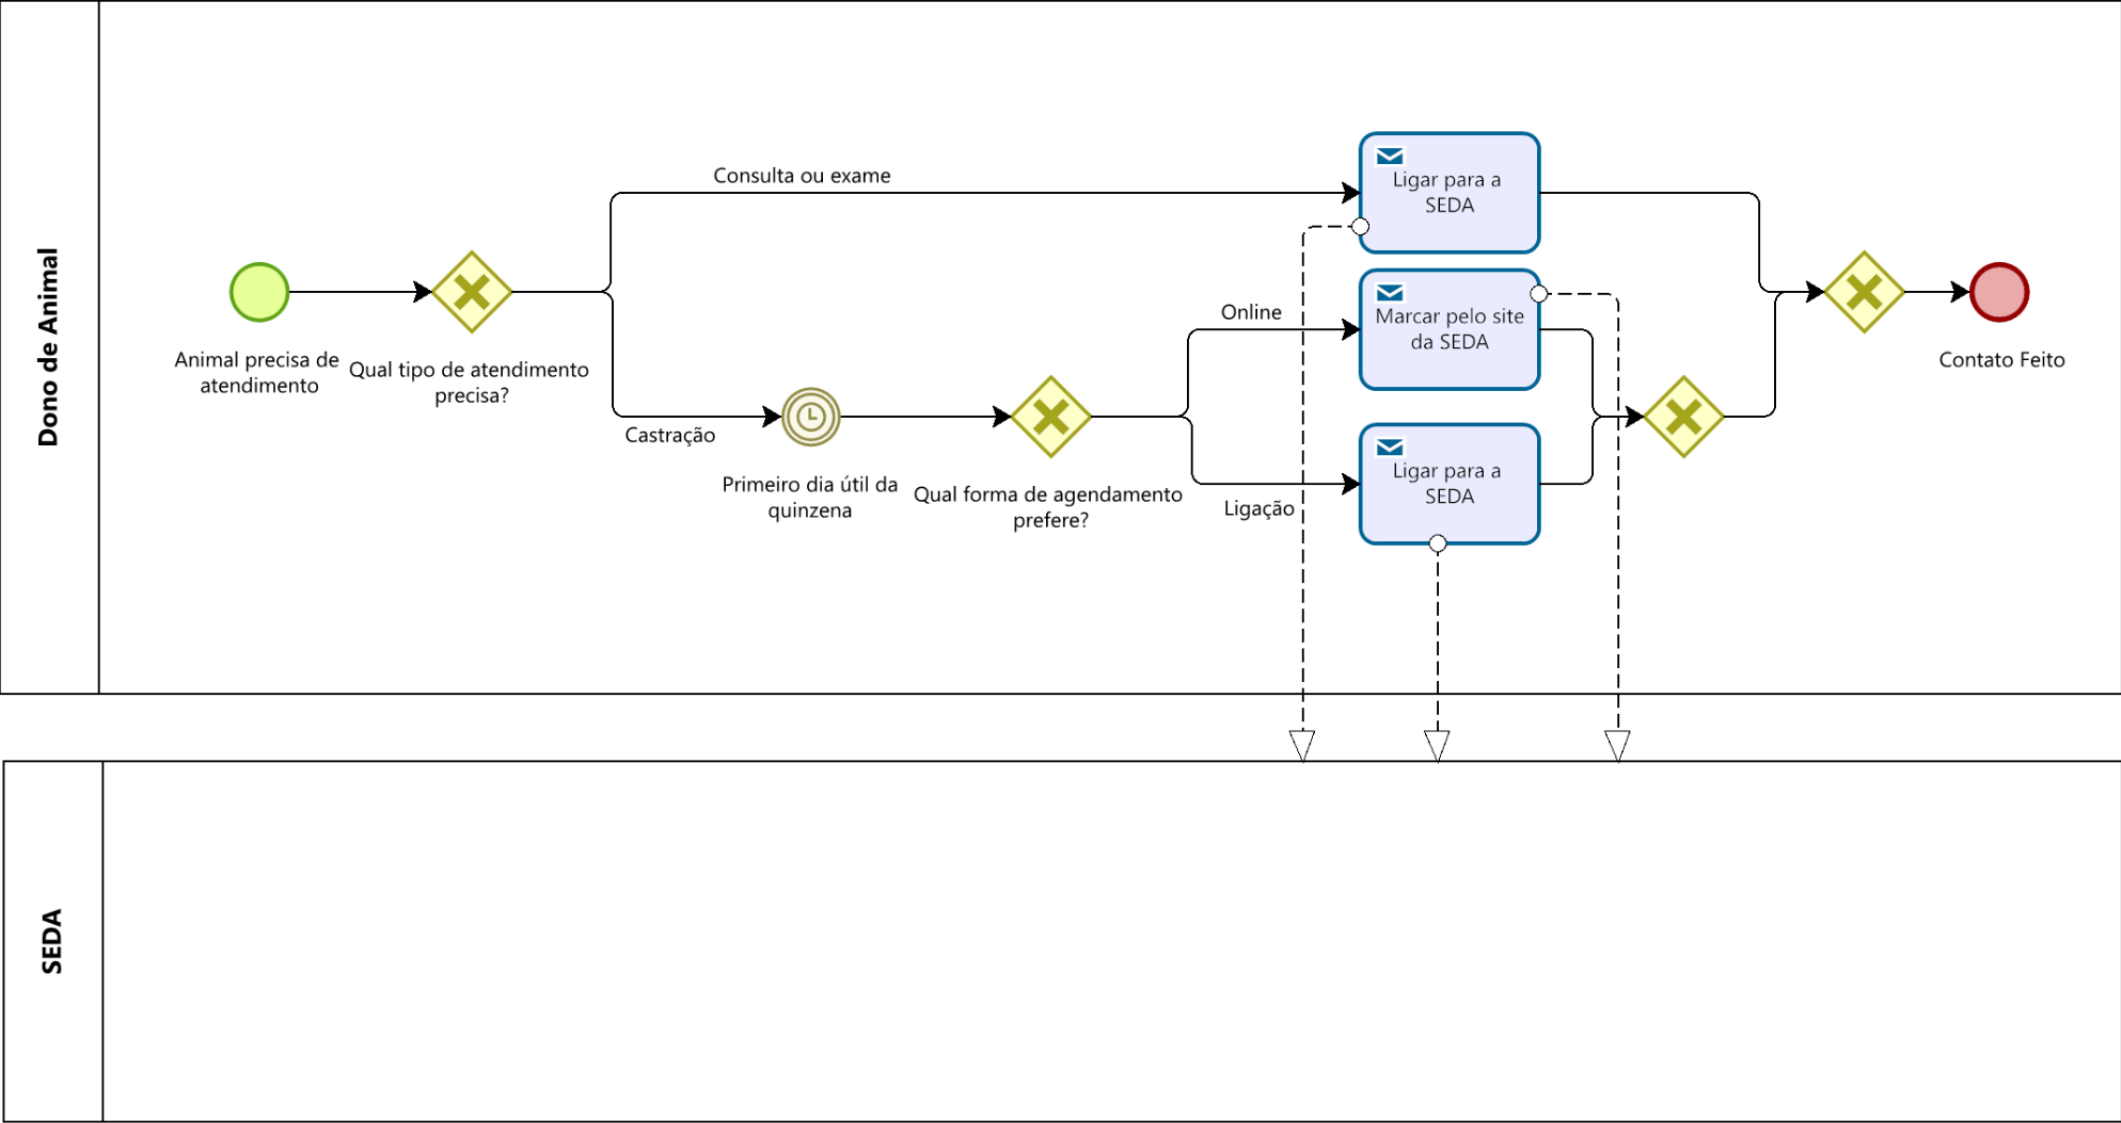 Dono de Animal
Consulta ou exame
Ligar para a
SEDA
Online
Marcar pelo site
da SEDA
Animal precisa de
atendimento
Qual tipo de atendimento
precisa?
Contato Feito
Castração
Primeiro dia útil da
quinzena
Qual forma de agendamento
prefere?
Ligação
Ligar para a
SEDA
SEDA